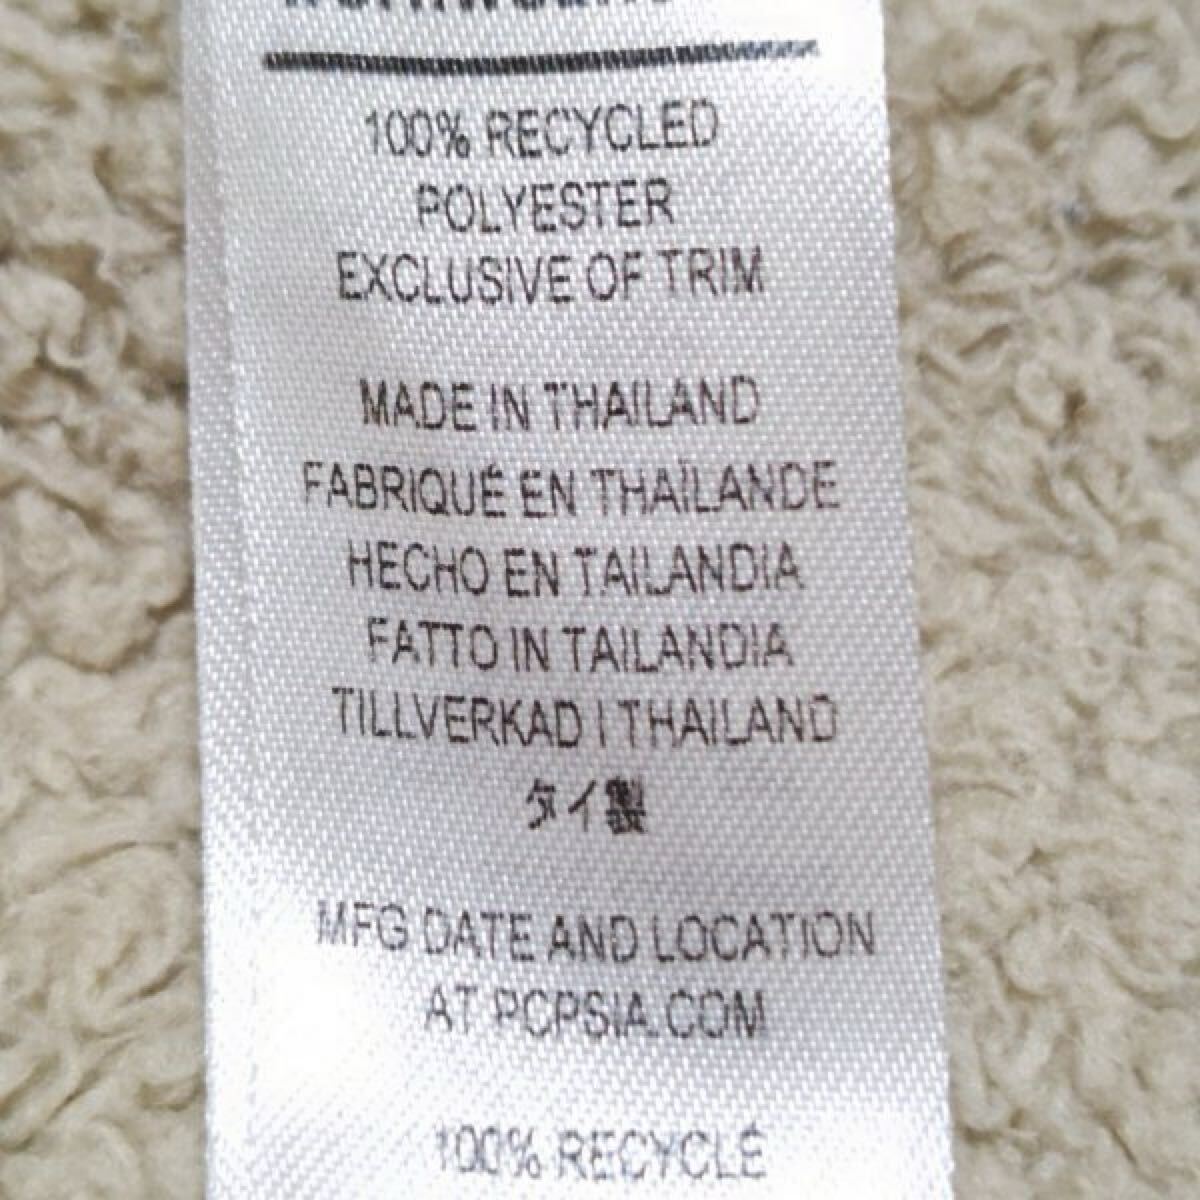 100% RECYCLED
POLYESTER
EXCLUSIVE OF TRIM
MADE IN THAILAND
FABRIQUÉ EN THAÏLANDE
HECHO EN TAILANDIA
FATTO IN TAILANDIA
TILLVERKAD I THAILAND
タイ製
MFG DATE AND LOCATION
AT PCPSIA.COM
100% RECYCLÉ